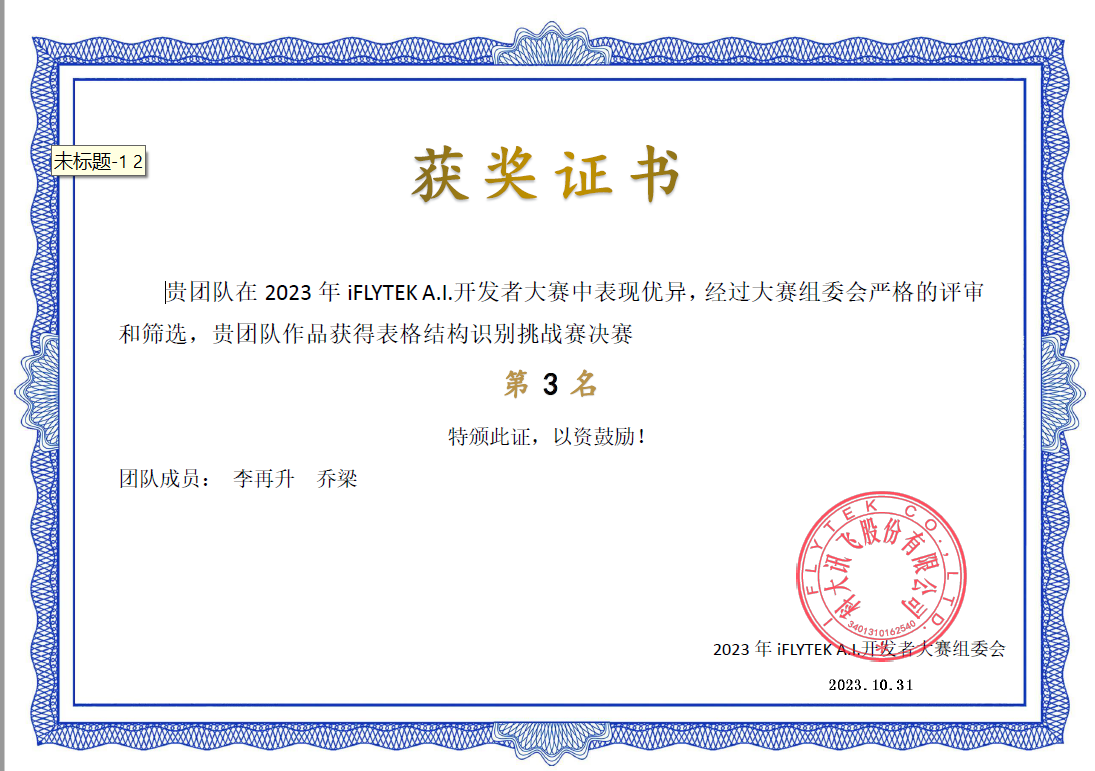 获奖证书
未标题-1 2
贵团队在 2023 年 iFLYTEK A.I.开发者大赛中表现优异，经过大赛组委会严格的评审
和筛选，贵团队作品获得表格结构识别挑战赛决赛
第 3 名
特颁此证，以资鼓励！
团队成员： 李再升 乔梁
IFLYTEK CO.,LTD.
科大讯飞股份有限公司
3401310162540
2023 年 iFLYTEK A.I.开发者大赛组委会
2023.10.31